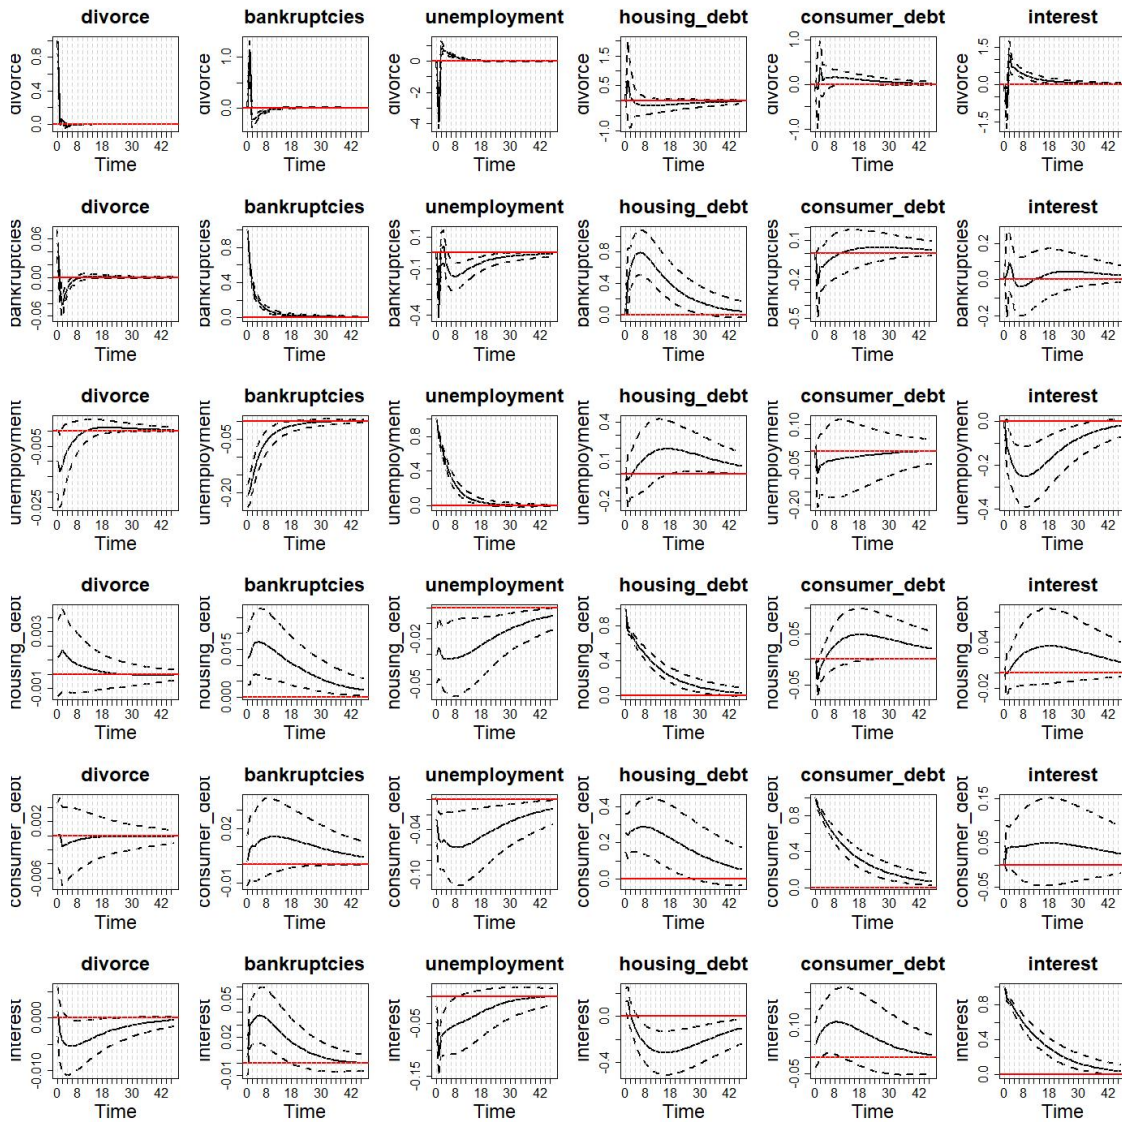 divorce bankruptcies unemployment housing_debt consumer_debt interest
divorce divorce divorce divorce divorce divorce
0.0 0.4 0.8
0.0 1.0
-4 -2 0
-1.0 0.5 1.5
-1.0 0.0 1.0
-1.5 0.0 1.5
0 8 18 30 42 0 8 18 30 42 0 8 18 30 42 0 8 18 30 42 0 8 18 30 42 0 8 18 30 42
Time Time Time Time Time Time
divorce bankruptcies unemployment housing_debt consumer_debt interest
bankruptcies bankruptcies bankruptcies bankruptcies bankruptcies bankruptcies
-0.06 0.00 0.06
0.0 0.4
-0.4 -0.1 0.1
0.0 0.4
-0.5 -0.2 0.1
-0.2 0.0 0.2
0 8 18 30 42 0 8 18 30 42 0 8 18 30 42 0 8 18 30 42 0 8 18 30 42 0 8 18 30 42
Time Time Time Time Time Time
divorce bankruptcies unemployment housing_debt consumer_debt interest
unemployment unemployment unemployment unemployment unemployment unemployment
-0.025 -0.005
-0.20 -0.05
0.0 0.4 0.8
-0.2 0.1 0.4
-0.20 -0.05 0.10
-0.4 -0.2 0.0
0 8 18 30 42 0 8 18 30 42 0 8 18 30 42 0 8 18 30 42 0 8 18 30 42 0 8 18 30 42
Time Time Time Time Time Time
divorce bankruptcies unemployment housing_debt consumer_debt interest
housing_debt housing_debt housing_debt housing_debt housing_debt housing_debt
-0.001 0.003
0.000 0.015
-0.05 -0.02
0.0 0.4 0.8
-0.05 0.05
-0.02 0.04
0 8 18 30 42 0 8 18 30 42 0 8 18 30 42 0 8 18 30 42 0 8 18 30 42 0 8 18 30 42
Time Time Time Time Time Time
divorce bankruptcies unemployment housing_debt consumer_debt interest
consumer_debt consumer_debt consumer_debt consumer_debt consumer_debt consumer_debt
-0.006 0.002
-0.01 0.02
-0.10 -0.04
0.0 0.2 0.4
0.0 0.4 0.8
-0.05 0.05 0.15
0 8 18 30 42 0 8 18 30 42 0 8 18 30 42 0 8 18 30 42 0 8 18 30 42 0 8 18 30 42
Time Time Time Time Time Time
divorce bankruptcies unemployment housing_debt consumer_debt interest
interest interest interest interest interest interest
-0.010 0.000
-0.01 0.02 0.05
-0.15 -0.05
-0.4 0.0
-0.05 0.10
0.0 0.4 0.8
0 8 18 30 42 0 8 18 30 42 0 8 18 30 42 0 8 18 30 42 0 8 18 30 42 0 8 18 30 42
Time Time Time Time Time Time